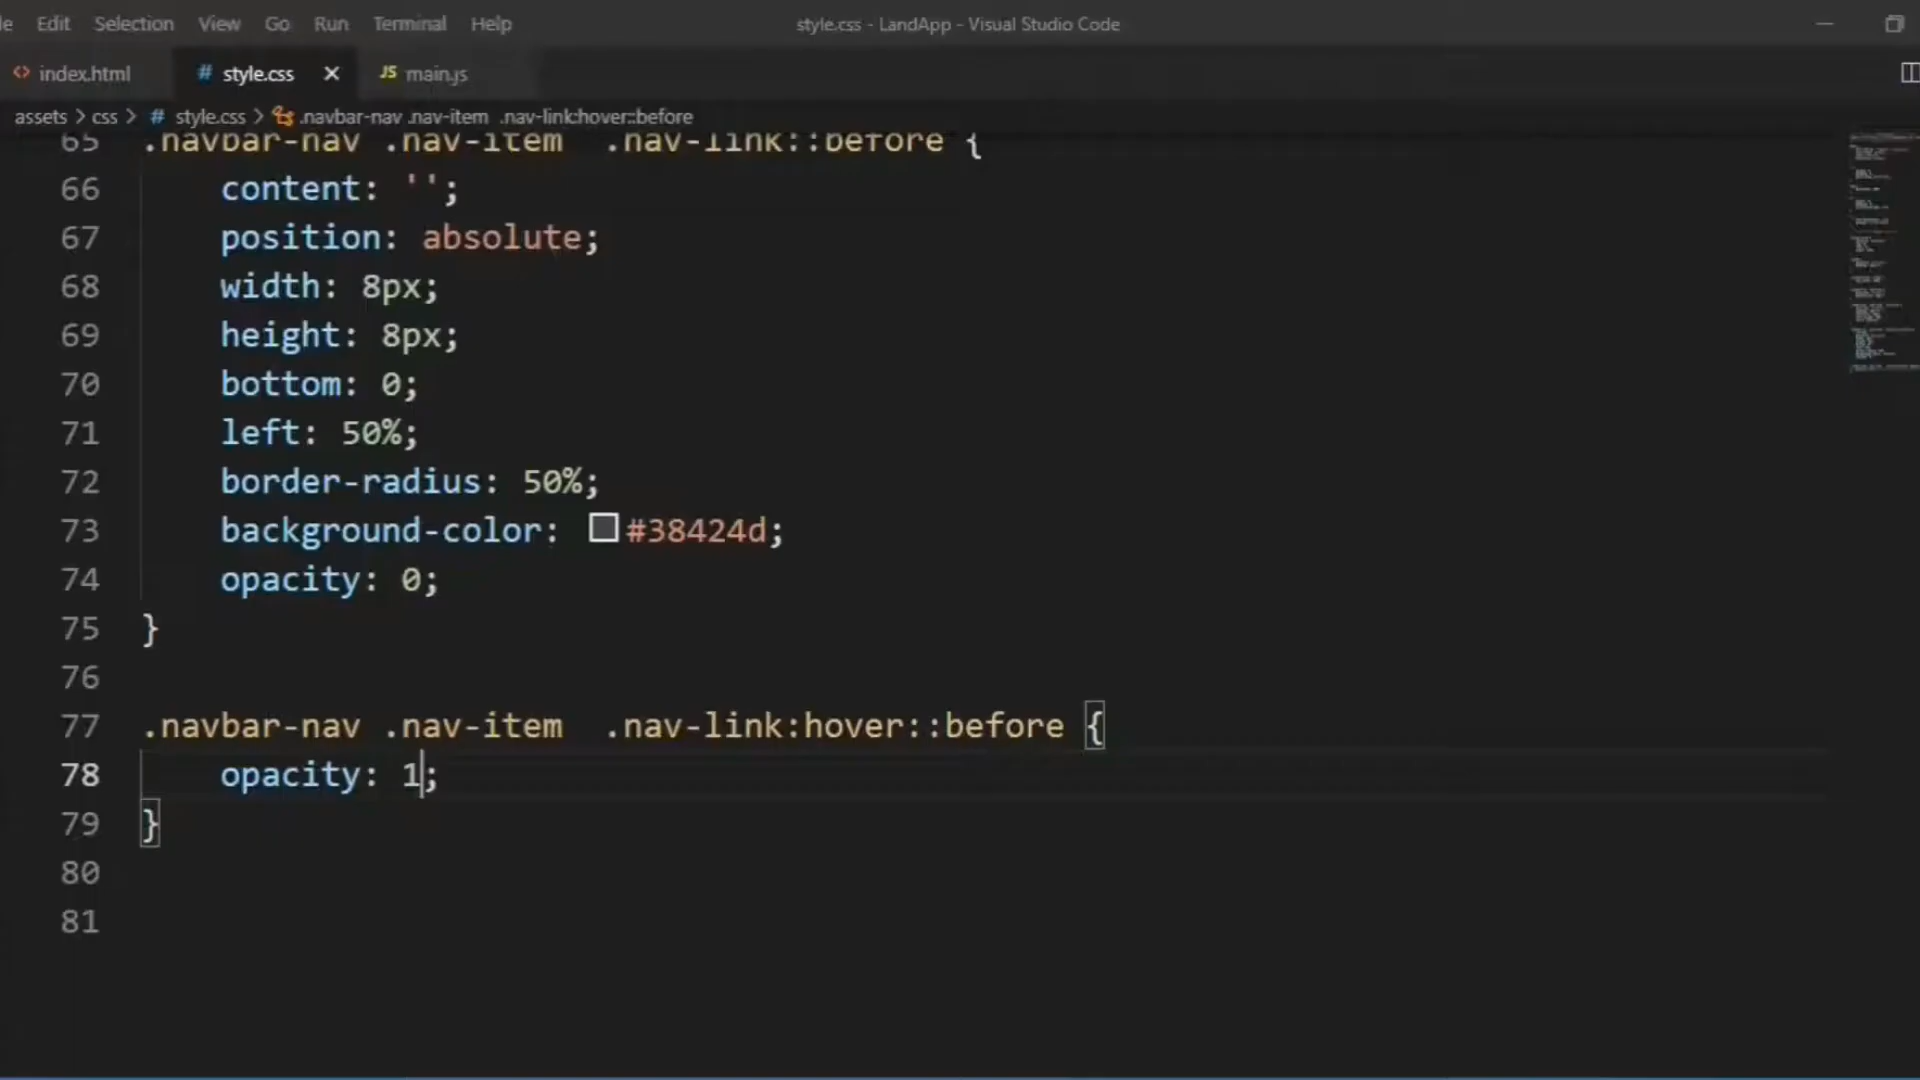 Edit Selection View Go Run Terminal Help style.css - LandApp - Visual Studio Code
index.html # style.css × JS main.js
assets > css > # style.css > .navbar-nav .nav-item .nav-link:hover::before
65 .navbar-nav .nav-item  .nav-link::before {
66 content: '';
67 position: absolute;
68 width: 8px;
69 height: 8px;
70 bottom: 0;
71 left: 50%;
72 border-radius: 50%;
73 background-color: #38424d;
74 opacity: 0;
75 }
76
77 .navbar-nav .nav-item  .nav-link:hover::before {
78 opacity: 1;
79 }
80
81